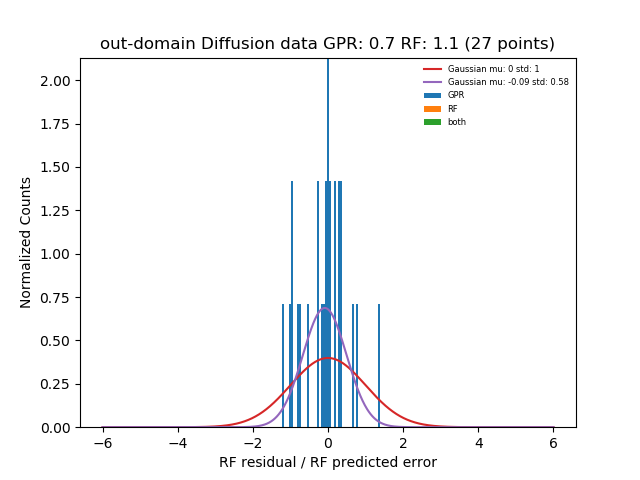 out-domain Diffusion data GPR: 0.7 RF: 1.1 (27 points)
Gaussian mu: 0 std: 1
Gaussian mu: -0.09 std: 0.58
GPR
RF
both
Normalized Counts
2.00
1.75
1.50
1.25
1.00
0.75
0.50
0.25
0.00
−6 −4 −2 0 2 4 6
RF residual / RF predicted error